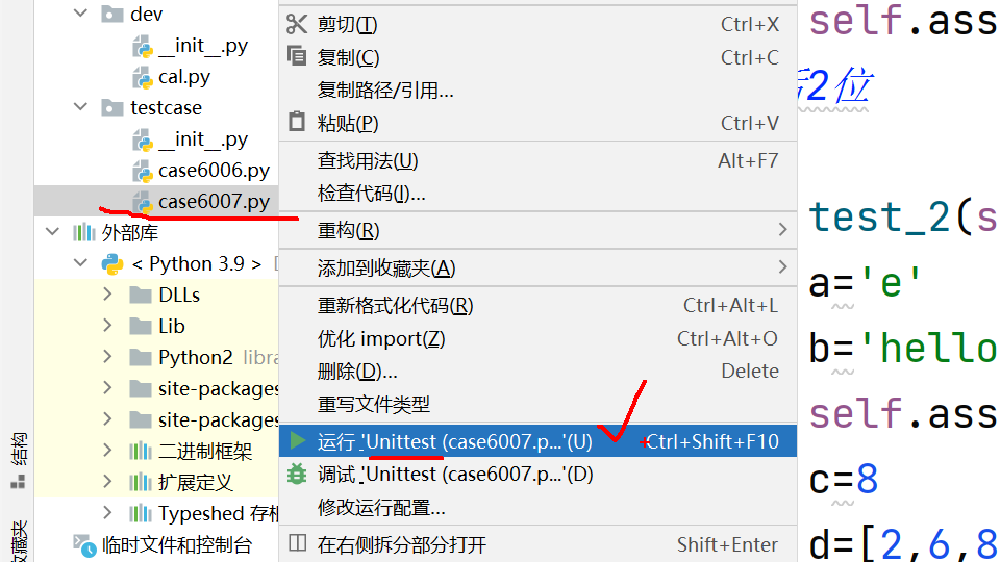 dev
__init__.py
cal.py
testcase
__init__.py
case6006.py
case6007.py
外部库
< Python 3.9 >
DLLs
Lib
Python2 libra
site-packages
site-packages
二进制框架
扩展定义
Typeshed 存根
临时文件和控制台
结构
收藏夹
剪切(T) Ctrl+X
复制(C) Ctrl+C
复制路径/引用...
粘贴(P) Ctrl+V
查找用法(U) Alt+F7
检查代码(I)...
重构(R)
添加到收藏夹(A)
重新格式化代码(R) Ctrl+Alt+L
优化 import(Z) Ctrl+Alt+O
删除(D)... Delete
重写文件类型
运行 'Unittest (case6007.p...'(U) Ctrl+Shift+F10
调试 'Unittest (case6007.p...'(D)
修改运行配置...
在右侧拆分部分打开 Shift+Enter
self.ass
2位
test_2(s
a='e'
b='hello
self.ass
c=8
d=[2,6,8